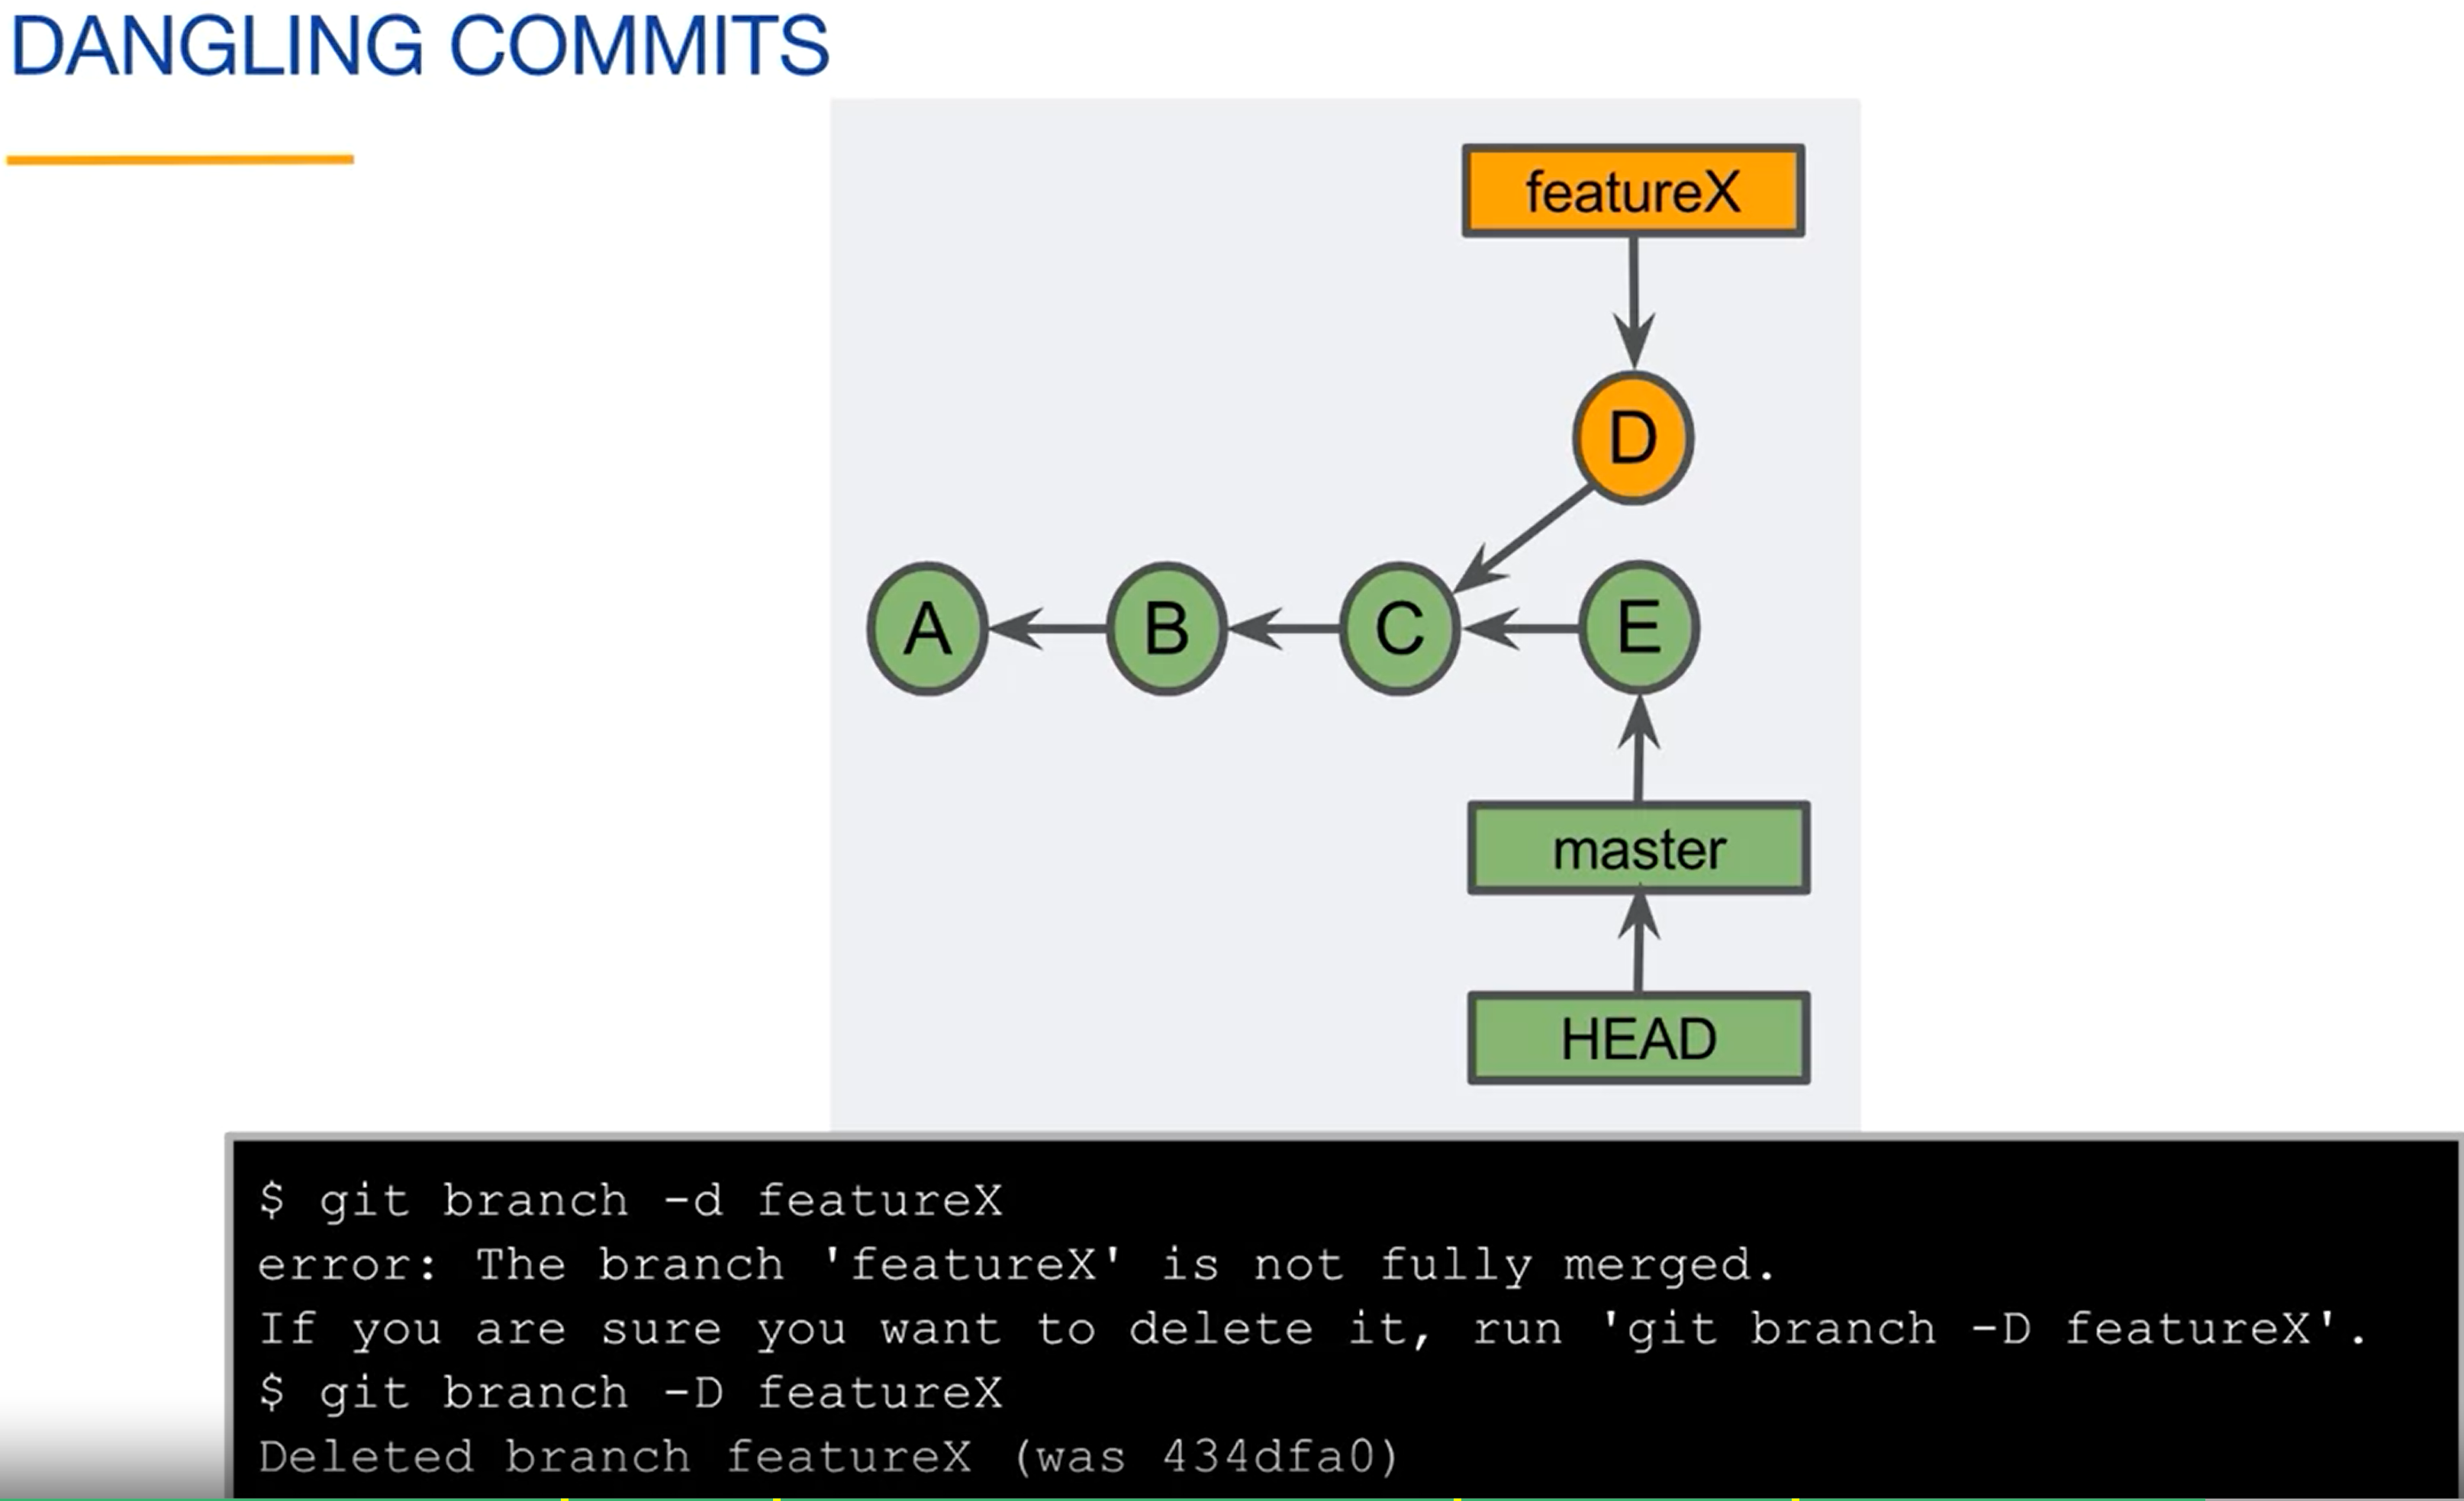 DANGLING COMMITS
featureX
D
A
B
C
E
master
HEAD
$ git branch -d featureX
error: The branch 'featureX' is not fully merged.
If you are sure you want to delete it, run 'git branch -D featureX'.
$ git branch -D featureX
Deleted branch featureX (was 434dfa0)